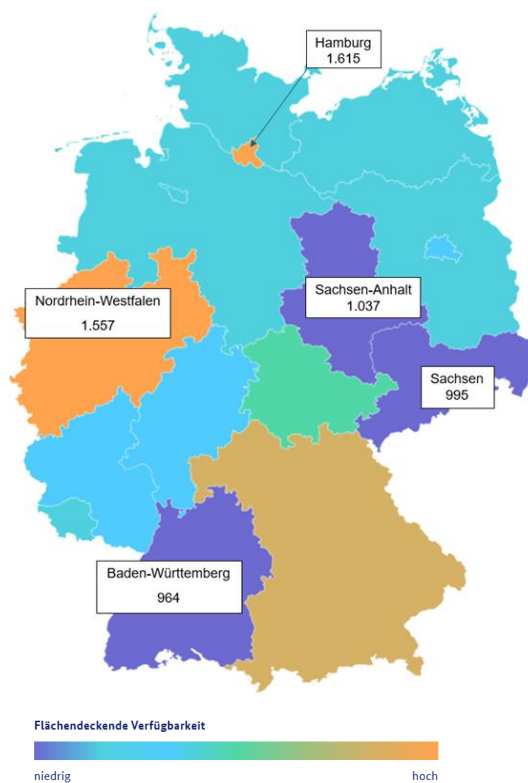 Hamburg
1.615
Nordrhein-Westfalen
1.557
Sachsen-Anhalt
1.037
Sachsen
995
Baden-Württemberg
964
Flächendeckende Verfügbarkeit
niedrig
hoch